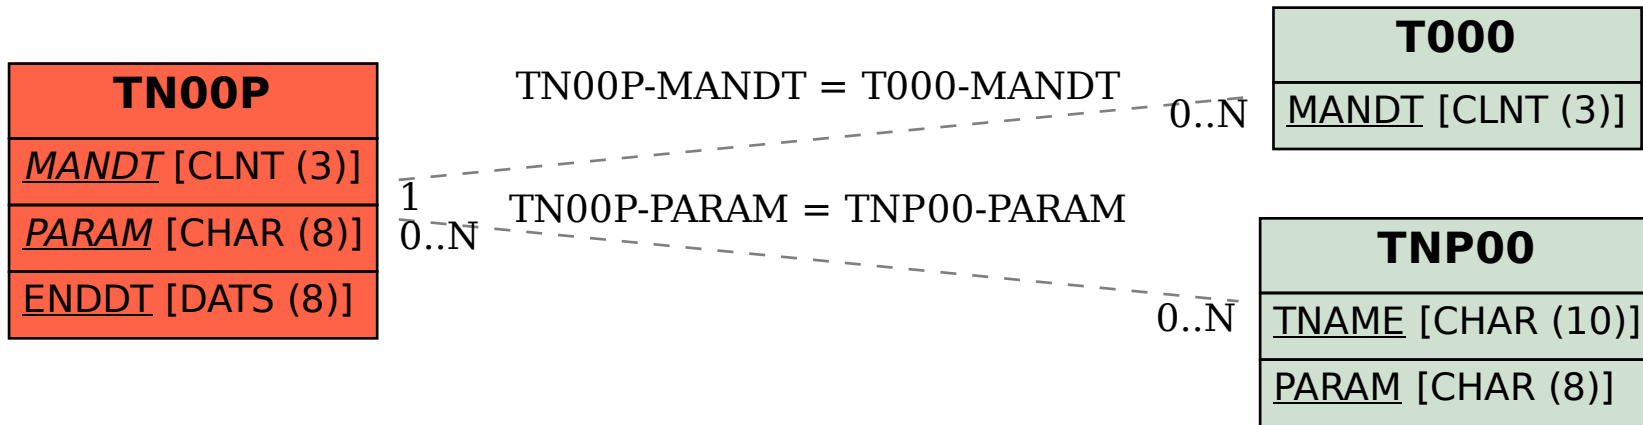 TN00P
MANDT [CLNT (3)]
PARAM [CHAR (8)]
ENDDT [DATS (8)]
TN00P-MANDT = T000-MANDT
0..N
1
TN00P-PARAM = TNP00-PARAM
0..N
0..N
T000
MANDT [CLNT (3)]
TNP00
TNAME [CHAR (10)]
PARAM [CHAR (8)]